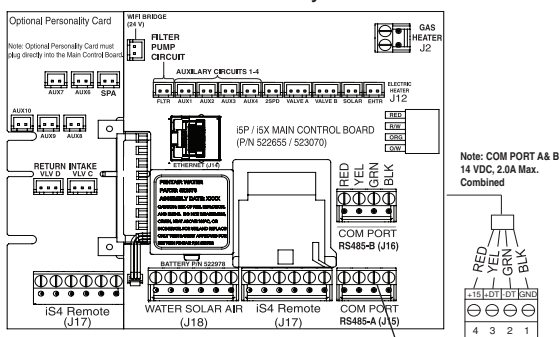 Optional Personality Card
Note: Optional Personality Card must
plug directly into the Main Control Board.
AUX7 AUX6 SPA
AUX10
AUX9 AUX8
RETURN INTAKE
VLV D VLV C
iS4 Remote
(J17)
WIFI BRIDGE
(24 V)
FILTER
PUMP
CIRCUIT
AUXILARY CIRCUITS 1-4
FLTR AUX1 AUX2 AUX3 AUX4 2SPD VALVE A VALVE B SOLAR EHTR
GAS
HEATER
J2
ELECTRIC
HEATER
J12
RED
R/W
ORG
O/W
i5P / i5X MAIN CONTROL BOARD
(P/N 522655 / 523070)
ETHERNET (J14)
PENTAIR WATER
ASSEMBLY DATE: XXXX
BATTERY P/N 522978
RED
YEL
GRN
BLK
COM PORT
RS485-B (J16)
WATER SOLAR AIR
(J18)
iS4 Remote
(J17)
COM PORT
RS485-A (J15)
Note: COM PORT A& B
14 VDC, 2.0A Max.
Combined
RED
YEL
GRN
BLK
+15 +DT -DT GND
4 3 2 1